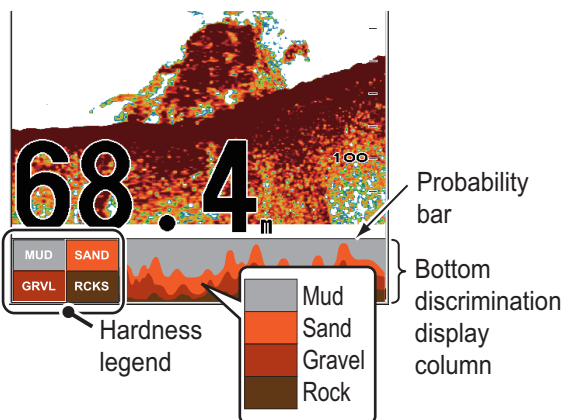 100
68.4m
Probability
bar
MUD SAND
GRVL RCKS
Mud
Sand
Gravel
Rock
Bottom
discrimination
display
column
Hardness
legend